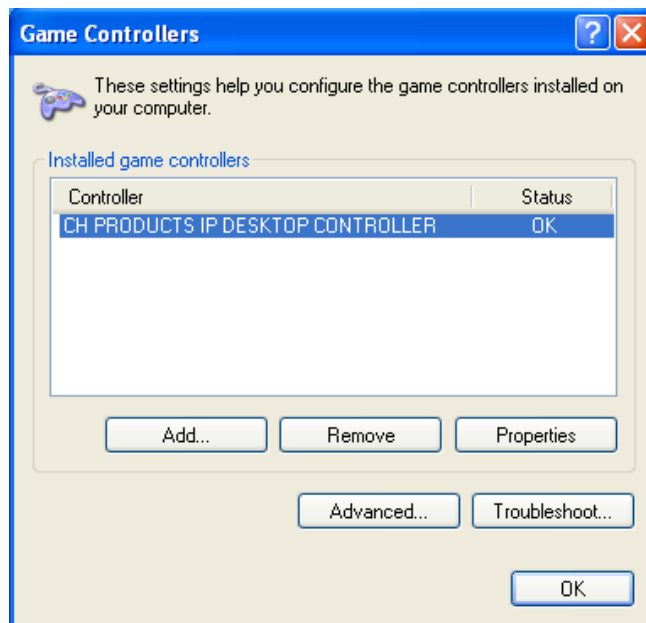 Game Controllers
These settings help you configure the game controllers installed on
your computer.
Installed game controllers
Controller Status
CH PRODUCTS IP DESKTOP CONTROLLER OK
Add... Remove Properties
Advanced... Troubleshoot...
OK